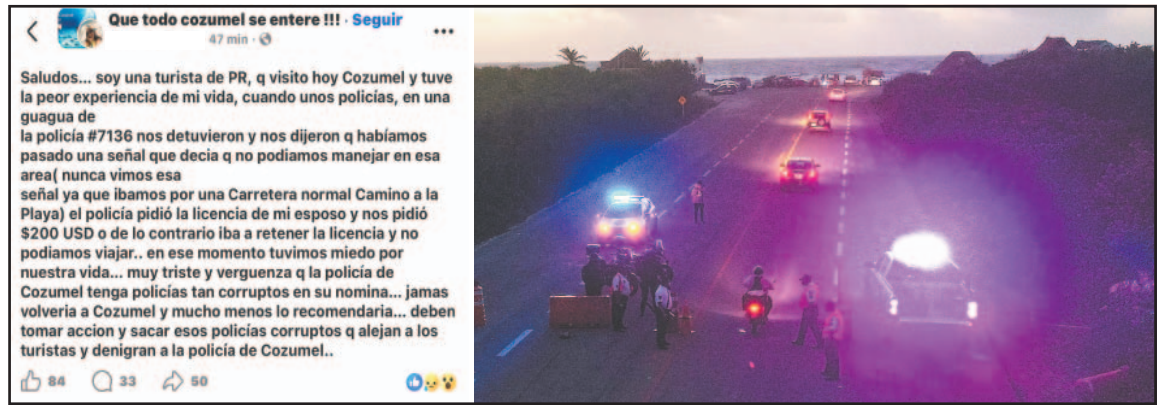 Que todo cozumel se entere !!! · Seguir
47 min ·
Saludos... soy una turista de PR, q visito hoy Cozumel y tuve
la peor experiencia de mi vida, cuando unos policías, en una
guagua de
la policía #7136 nos detuvieron y nos dijeron q habíamos
pasado una señal que decia q no podiamos manejar en esa
area( nunca vimos esa
señal ya que ibamos por una Carretera normal Camino a la
Playa) el policía pidió la licencia de mi esposo y nos pidió
$200 USD o de lo contrario iba a retener la licencia y no
podiamos viajar.. en ese momento tuvimos miedo por
nuestra vida... muy triste y verguenza q la policía de
Cozumel tenga policías tan corruptos en su nomina... jamas
volveria a Cozumel y mucho menos lo recomendaria... deben
tomar accion y sacar esos policías corruptos q alejan a los
turistas y denigran a la policía de Cozumel..
84 33 50